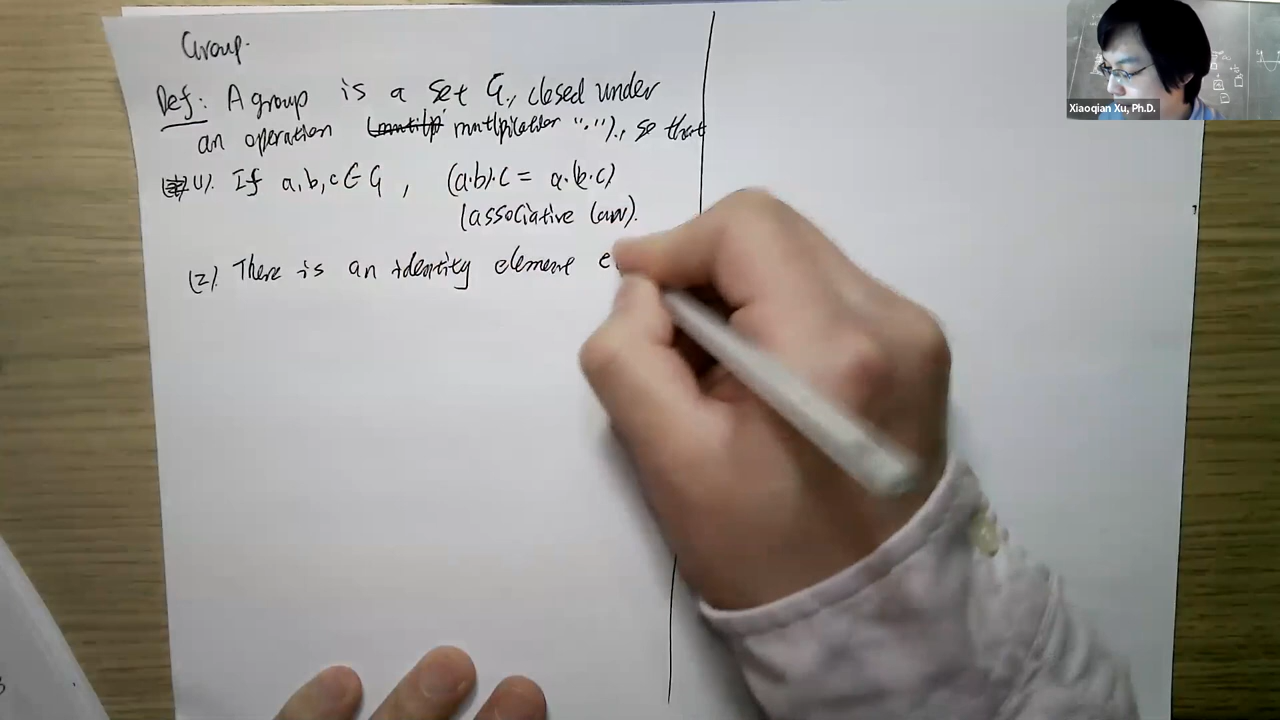 Group.
Def: A group is a set G, closed under
an operation (multip multiplication "·")., so that
(1). If a,b,c∈G, (a·b)·c = a·(b·c)
(associative law).
(2). There is an identity element e
Xiaoqian Xu, Ph.D.